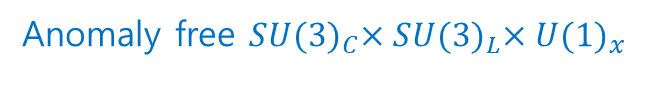 Anomaly free 𝑆𝑈(3)_𝐶 × 𝑆𝑈(3)_𝐿 × 𝑈(1)_𝑥